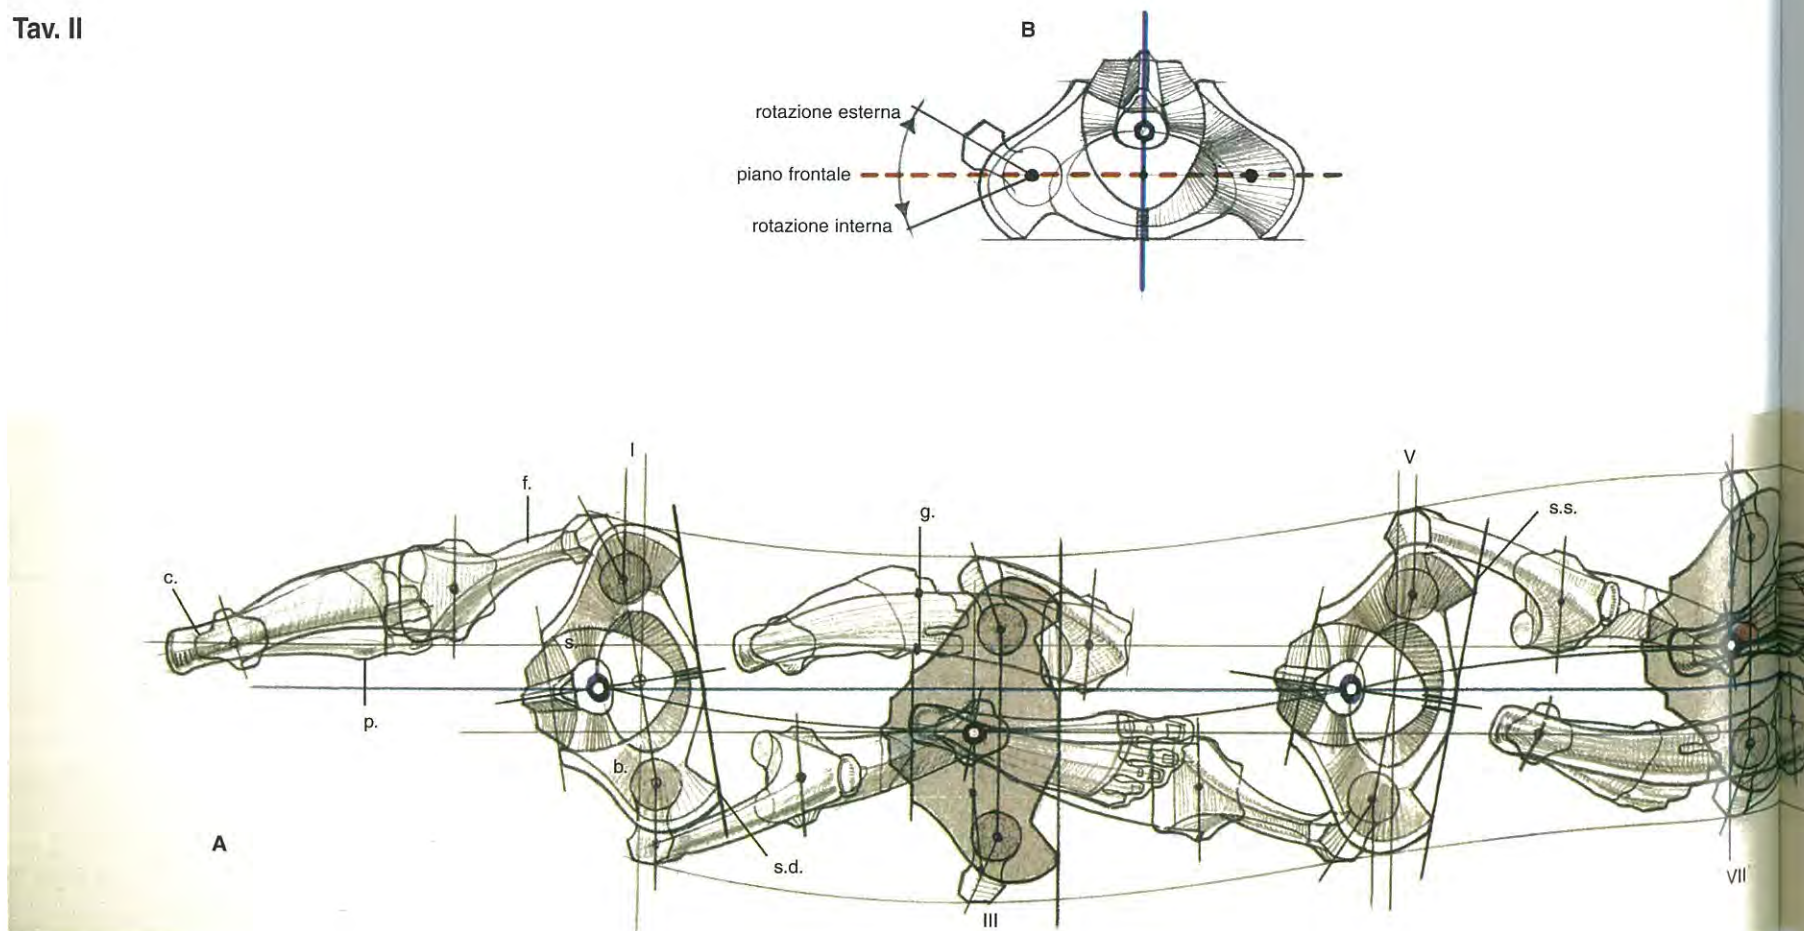 Tav. II
B
rotazione esterna
piano frontale
rotazione interna
I
V
f.
g.
s.s.
c.
s.
p.
b.
A
s.d.
VII
III